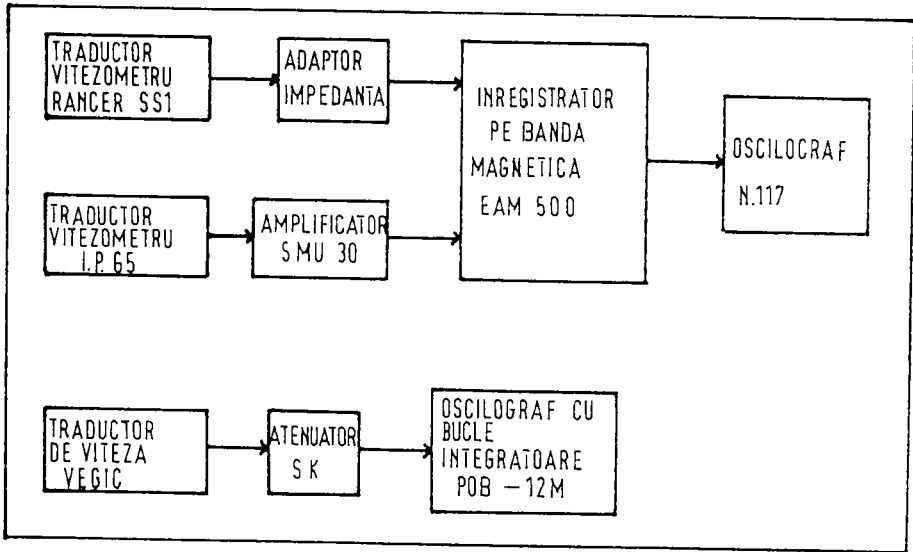 TRADUCTOR
VITEZOMETRU
RANCER SS1
ADAPTOR
IMPEDANTA
INREGISTRATOR
PE BANDA
MAGNETICA
EAM 500
OSCILOGRAF
N.117
TRADUCTOR
VITEZOMETRU
I.P. 65
AMPLIFICATOR
SMU 30
TRADUCTOR
DE VITEZA
VEGIC
ATENUATOR
SK
OSCILOGRAF CU
BUCLE
INTEGRATOARE
POB - 12M